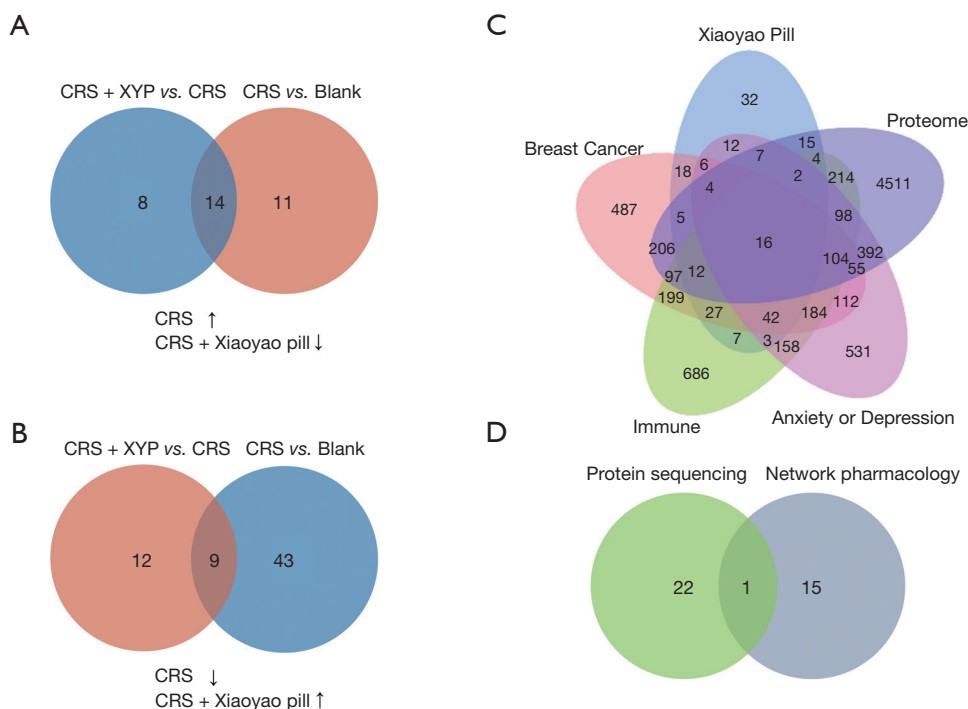 A
CRS + XYP vs. CRS
CRS vs. Blank
8
14
11
CRS ↑
CRS + Xiaoyao pill ↓
B
CRS + XYP vs. CRS
CRS vs. Blank
12
9
43
CRS ↓
CRS + Xiaoyao pill ↑
C
Xiaoyao Pill
Proteome
Breast Cancer
32
12
7
15
4
6
18
4
2
214
4511
487
5
98
206
16
392
104
55
97
12
199
112
27
42
184
7
3
158
531
686
Immune
Anxiety or Depression
D
Protein sequencing
Network pharmacology
22
1
15